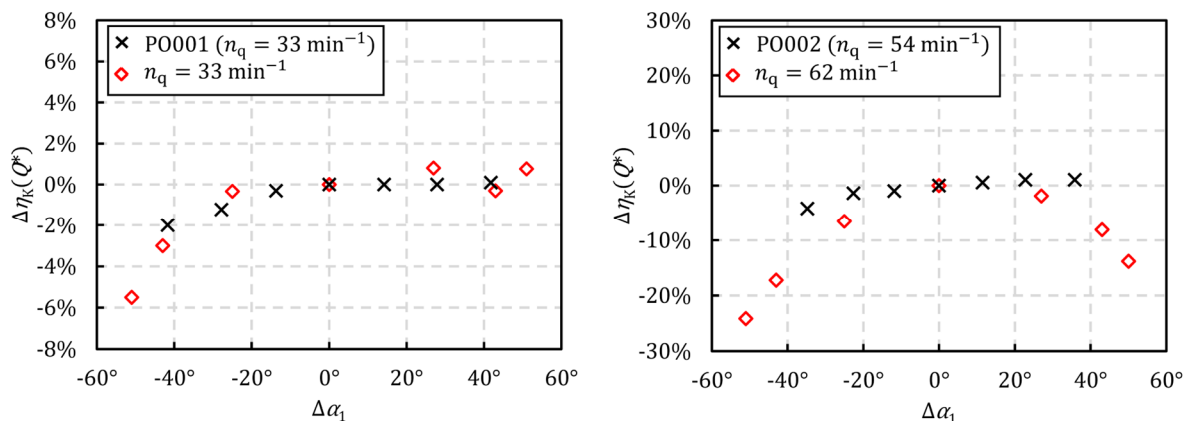 8%
6%
4%
2%
0%
-2%
-4%
-6%
-8%
Δη_K(Q*)
PO001 (n_q = 33 min⁻¹)
n_q = 33 min⁻¹
-60° -40° -20° 0° 20° 40° 60°
Δα₁
30%
20%
10%
0%
-10%
-20%
-30%
Δη_K(Q*)
PO002 (n_q = 54 min⁻¹)
n_q = 62 min⁻¹
-60° -40° -20° 0° 20° 40° 60°
Δα₁